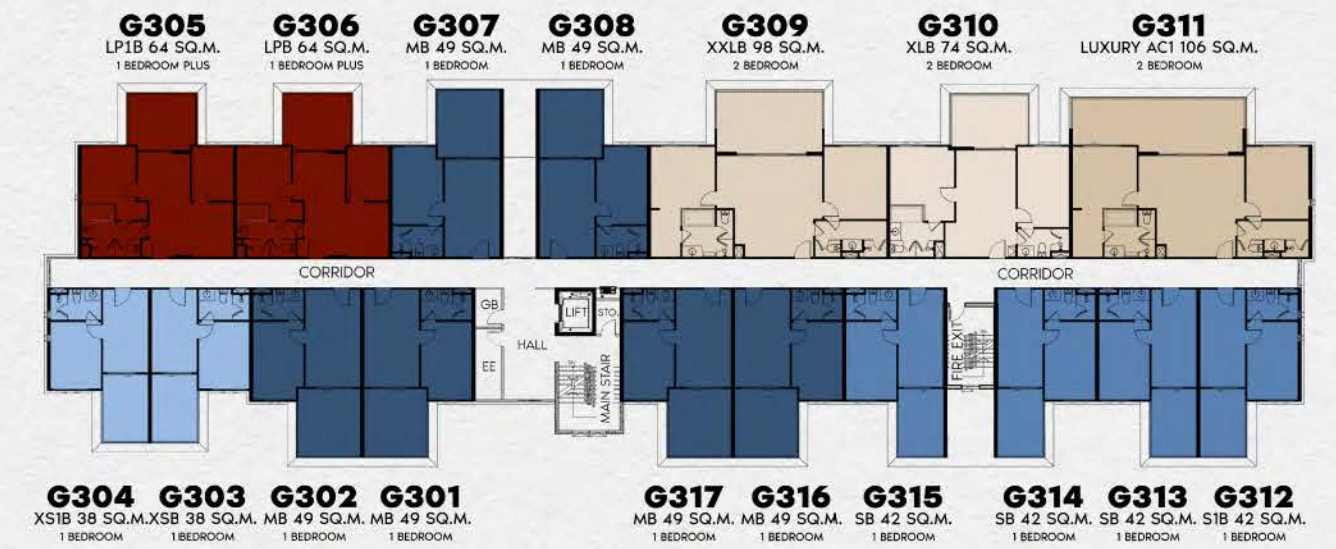 G305
LP1B 64 SQ.M.
1 BEDROOM PLUS
G306
LPB 64 SQ.M.
1 BEDROOM PLUS
G307
MB 49 SQ.M.
1 BEDROOM
G308
MB 49 SQ.M.
1 BEDROOM
G309
XXLB 98 SQ.M.
2 BEDROOM
G310
XLB 74 SQ.M.
2 BEDROOM
G311
LUXURY AC1 106 SQ.M.
2 BEDROOM
CORRIDOR
CORRIDOR
GB
EE
HALL
LIFT
STO.
MAIN STAIR
FIRE EXIT
G304
XS1B 38 SQ.M.
1 BEDROOM
G303
XSB 38 SQ.M.
1 BEDROOM
G302
MB 49 SQ.M.
1 BEDROOM
G301
MB 49 SQ.M.
1 BEDROOM
G317
MB 49 SQ.M.
1 BEDROOM
G316
MB 49 SQ.M.
1 BEDROOM
G315
SB 42 SQ.M.
1 BEDROOM
G314
SB 42 SQ.M.
1 BEDROOM
G313
SB 42 SQ.M.
1 BEDROOM
G312
S1B 42 SQ.M.
1 BEDROOM